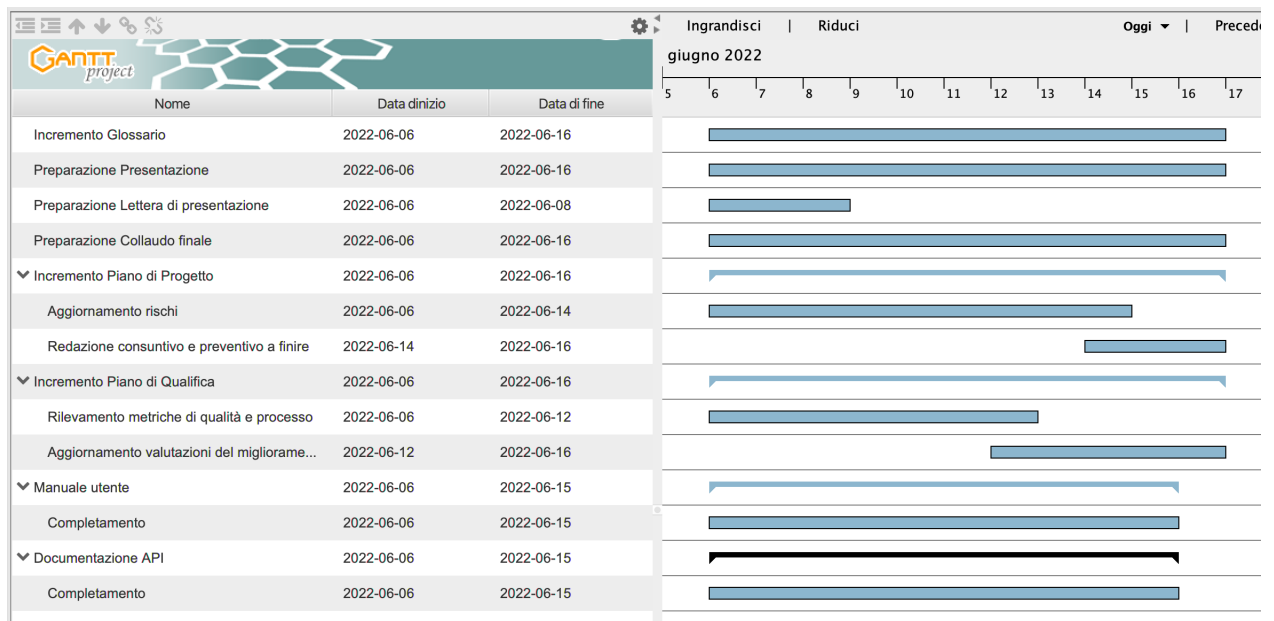 Ingrandisci | Riduci Oggi | Preced
GANTT project
giugno 2022
5 6 7 8 9 10 11 12 13 14 15 16 17
Nome Data dinizio Data di fine
Incremento Glossario 2022-06-06 2022-06-16
Preparazione Presentazione 2022-06-06 2022-06-16
Preparazione Lettera di presentazione 2022-06-06 2022-06-08
Preparazione Collaudo finale 2022-06-06 2022-06-16
Incremento Piano di Progetto 2022-06-06 2022-06-16
Aggiornamento rischi 2022-06-06 2022-06-14
Redazione consuntivo e preventivo a finire 2022-06-14 2022-06-16
Incremento Piano di Qualifica 2022-06-06 2022-06-16
Rilevamento metriche di qualità e processo 2022-06-06 2022-06-12
Aggiornamento valutazioni del migliorame... 2022-06-12 2022-06-16
Manuale utente 2022-06-06 2022-06-15
Completamento 2022-06-06 2022-06-15
Documentazione API 2022-06-06 2022-06-15
Completamento 2022-06-06 2022-06-15